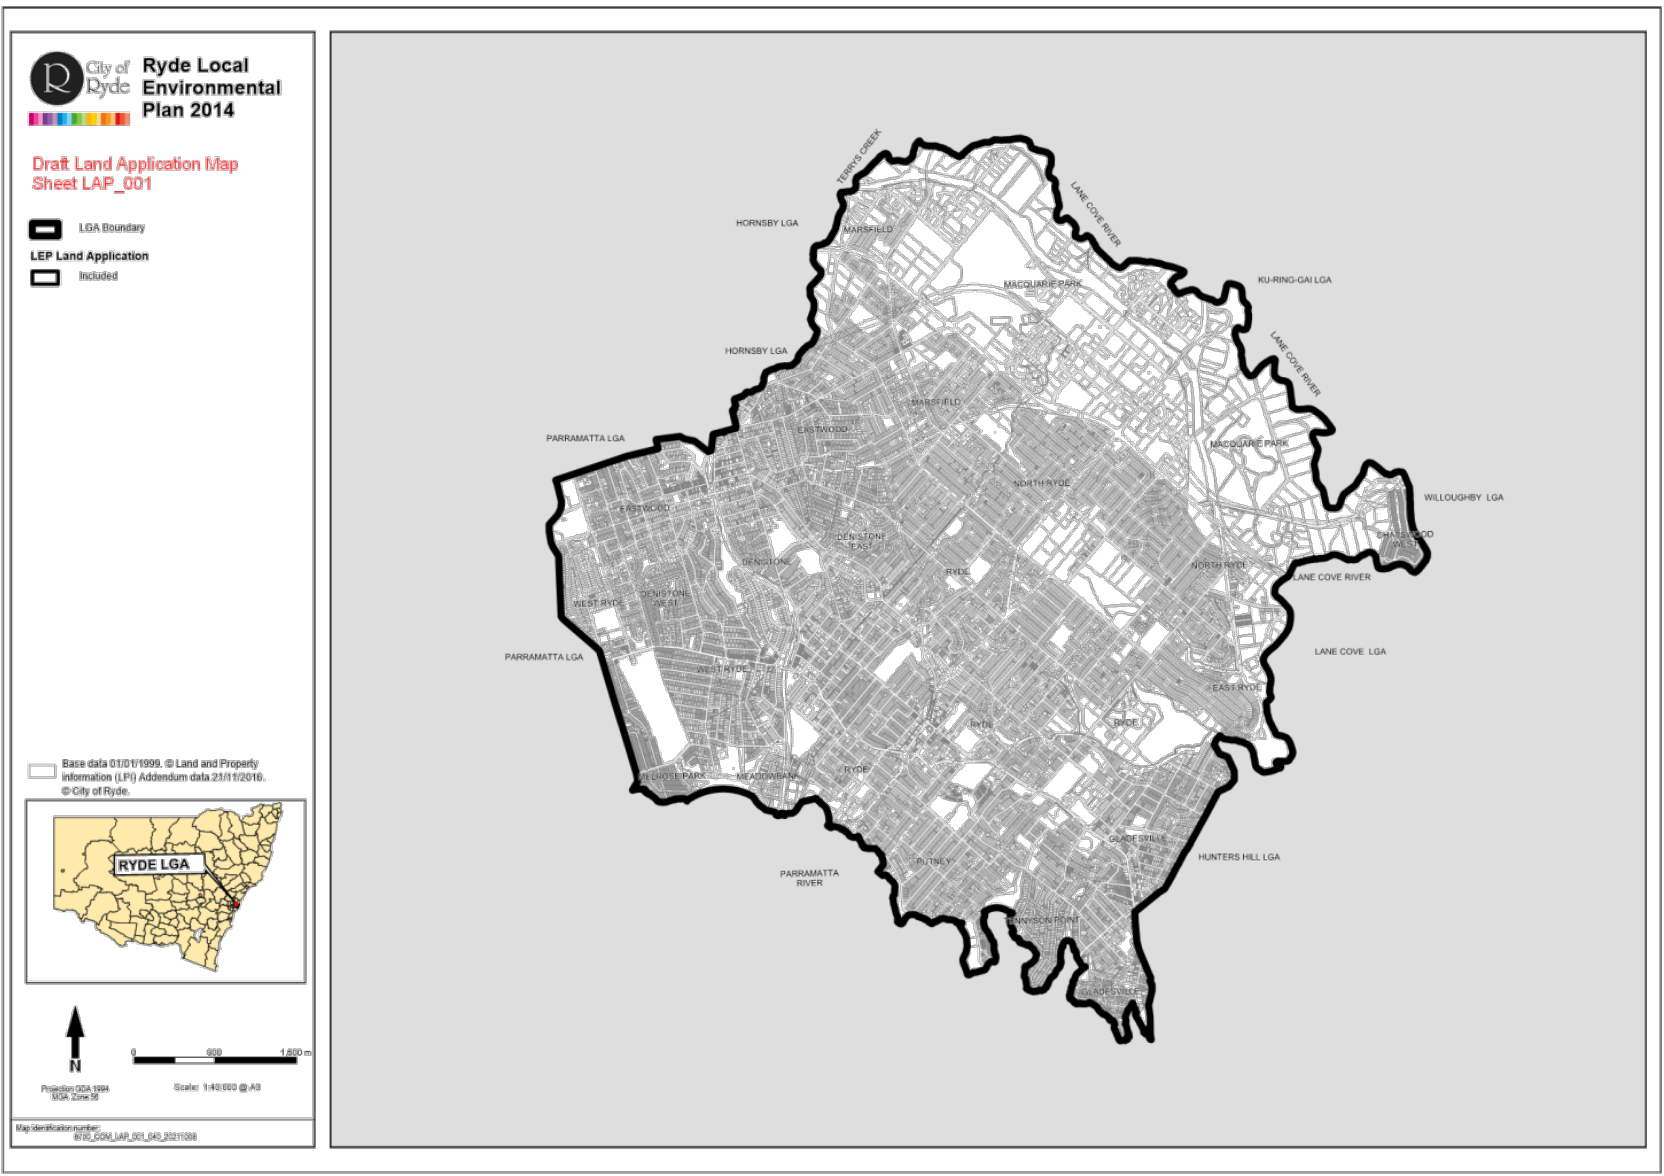 City of
Ryde
Ryde Local
Environmental
Plan 2014
Draft Land Application Map
Sheet LAP_001
LGA Boundary
LEP Land Application
Included
Base data 01/01/1999. © Land and Property
information (LPI) Addendum data 21/11/2016.
© City of Ryde.
RYDE LGA
N
0 800 1,600 m
Projection GDA 1994
MGA Zone 56
Scale: 1:40,000 @ A3
Map identification number:
TERRYS CREEK
LANE COVE RIVER
HORNSBY LGA
MARSFIELD
KU-RING-GAI LGA
MACQUARIE PARK
HORNSBY LGA
LANE COVE RIVER
MARSFIELD
EASTWOOD
PARRAMATTA LGA
MACQUARIE PARK
NORTH RYDE
WILLOUGHBY LGA
EASTWOOD
DENISTONE
EAST
CHATSWOOD
WEST
DENISTONE
RYDE
NORTH RYDE
LANE COVE RIVER
WEST RYDE
DENISTONE
WEST
LANE COVE LGA
PARRAMATTA LGA
WEST RYDE
EAST RYDE
RYDE
RYDE
RYDE
MELROSE PARK
MEADOWBANK
GLADESVILLE
HUNTERS HILL LGA
PUTNEY
PARRAMATTA
RIVER
TENNYSON POINT
GLADESVILLE